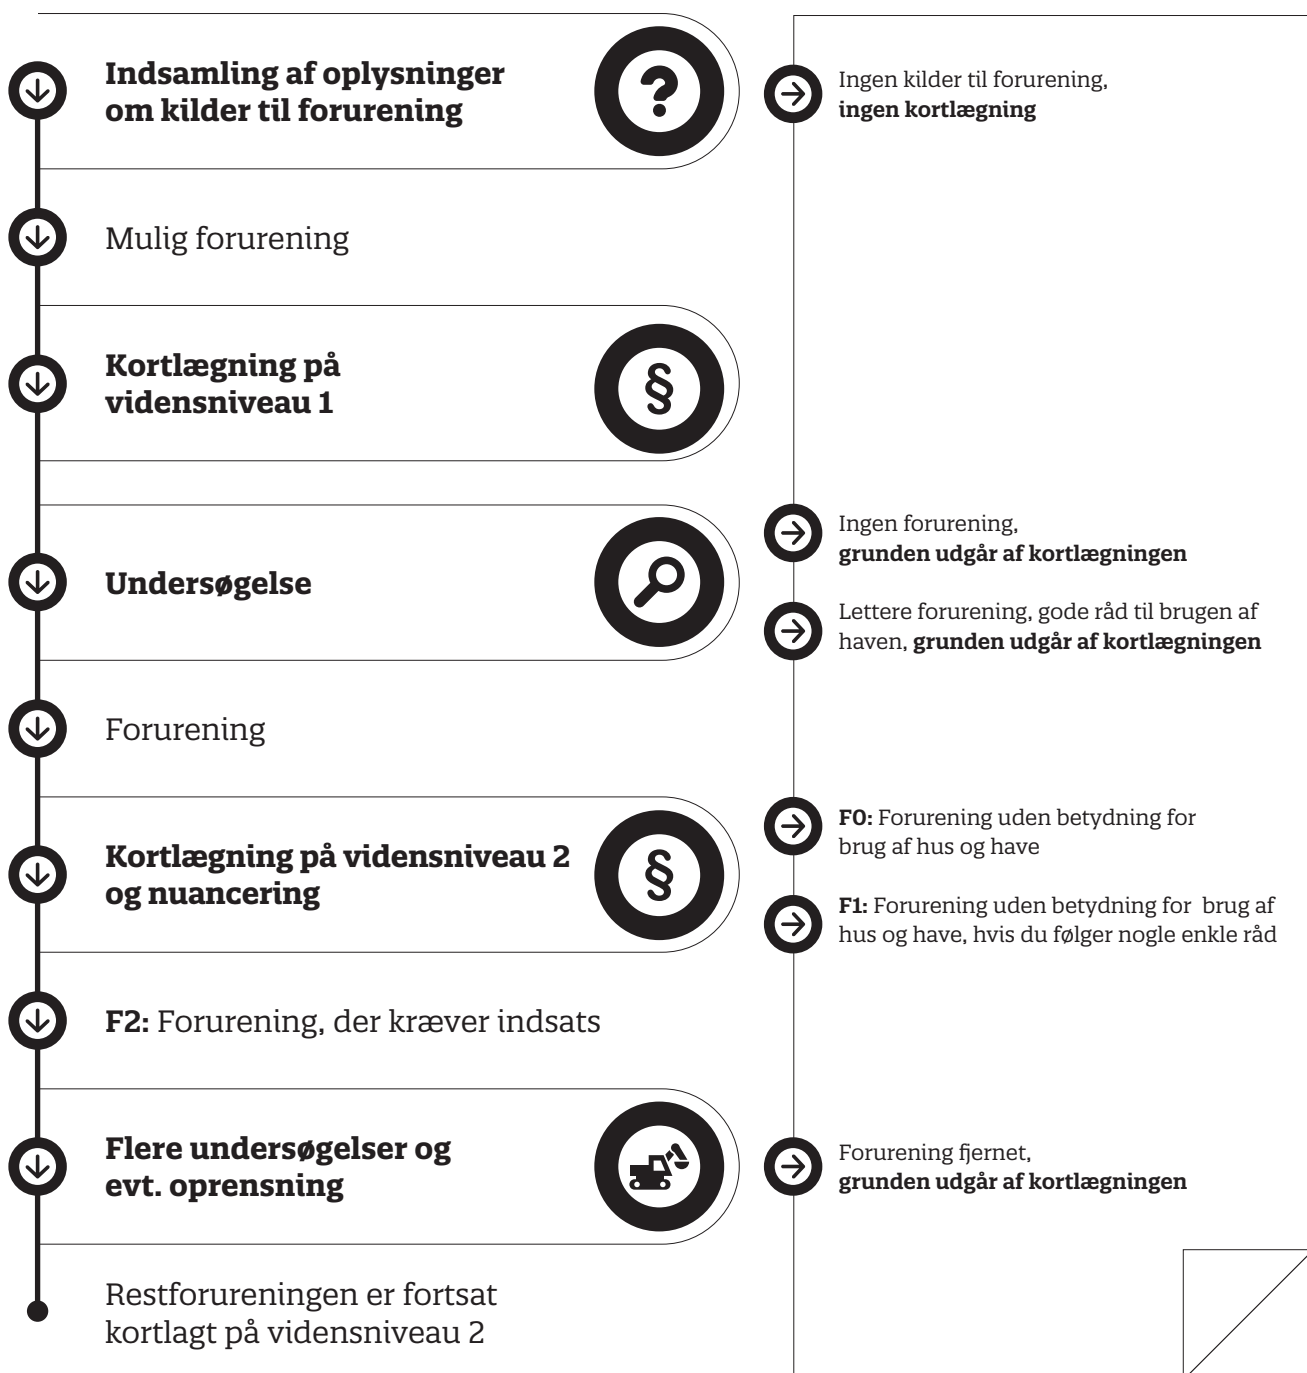 Indsamling af oplysninger
om kilder til forurening
?
Ingen kilder til forurening,
ingen kortlægning
Mulig forurening
Kortlægning på
vidensniveau 1
§
Undersøgelse
Ingen forurening,
grunden udgår af kortlægningen
Lettere forurening, gode råd til brugen af
haven, grunden udgår af kortlægningen
Forurening
Kortlægning på vidensniveau 2
og nuancering
§
F0: Forurening uden betydning for
brug af hus og have
F1: Forurening uden betydning for brug af
hus og have, hvis du følger nogle enkle råd
F2: Forurening, der kræver indsats
Flere undersøgelser og
evt. oprensning
Forurening fjernet,
grunden udgår af kortlægningen
Restforureningen er fortsat
kortlagt på vidensniveau 2